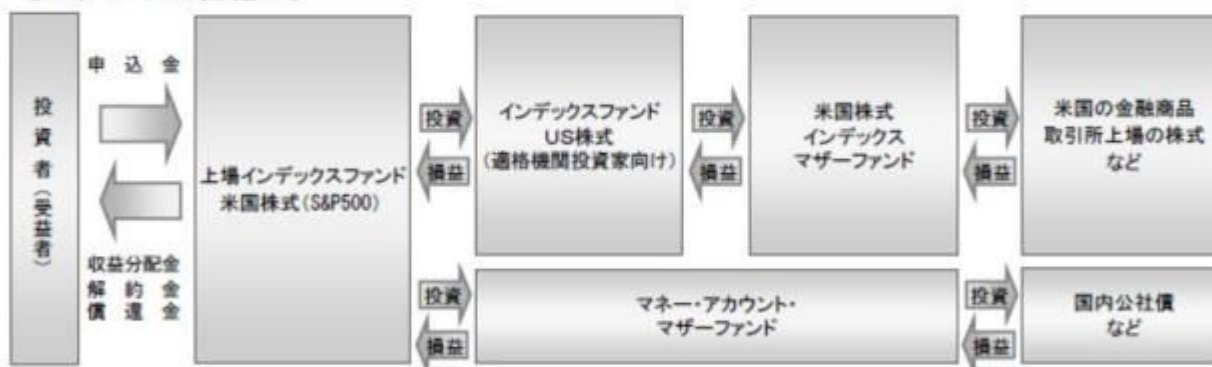 投資者(受益者)
申込金
収益分配金
解約金
償還金
上場インデックスファンド
米国株式(S&P500)
投資
損益
インデックスファンド
US株式
(適格機関投資家向け)
投資
損益
米国株式
インデックス
マザーファンド
投資
損益
米国の金融商品
取引所上場の株式
など
投資
損益
マネー・アカウント・
マザーファンド
投資
損益
国内公社債
など